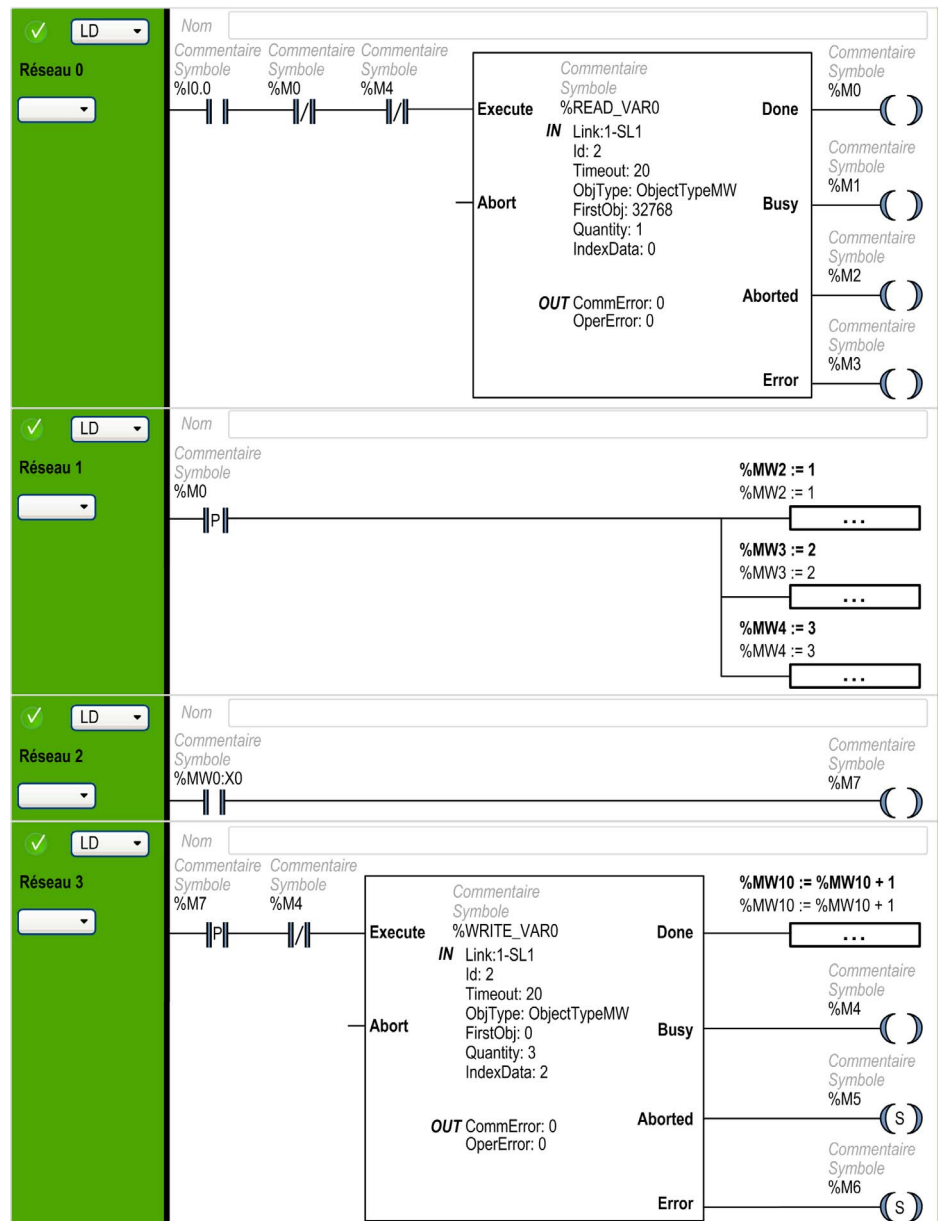 LD
Nom
Réseau 0
Commentaire Commentaire Commentaire
Symbole Symbole Symbole
%I0.0 %M0 %M4
Commentaire
Symbole
%READ_VAR0
Execute
Done
IN Link:1-SL1
Id: 2
Timeout: 20
ObjType: ObjectTypeMW
FirstObj: 32768
Quantity: 1
IndexData: 0
Abort
Busy
OUT CommError: 0
OperError: 0
Aborted
Error
Commentaire
Symbole
%M0
Commentaire
Symbole
%M1
Commentaire
Symbole
%M2
Commentaire
Symbole
%M3
LD
Nom
Réseau 1
Commentaire
Symbole
%M0
P
%MW2 := 1
%MW2 := 1
...
%MW3 := 2
%MW3 := 2
...
%MW4 := 3
%MW4 := 3
...
LD
Nom
Réseau 2
Commentaire
Symbole
%MW0:X0
Commentaire
Symbole
%M7
LD
Nom
Réseau 3
Commentaire Commentaire
Symbole Symbole
%M7 %M4
P
Commentaire
Symbole
%WRITE_VAR0
Execute
Done
IN Link:1-SL1
Id: 2
Timeout: 20
ObjType: ObjectTypeMW
FirstObj: 0
Quantity: 3
IndexData: 2
Abort
Busy
OUT CommError: 0
OperError: 0
Aborted
Error
%MW10 := %MW10 + 1
%MW10 := %MW10 + 1
...
Commentaire
Symbole
%M4
Commentaire
Symbole
%M5
S
Commentaire
Symbole
%M6
S